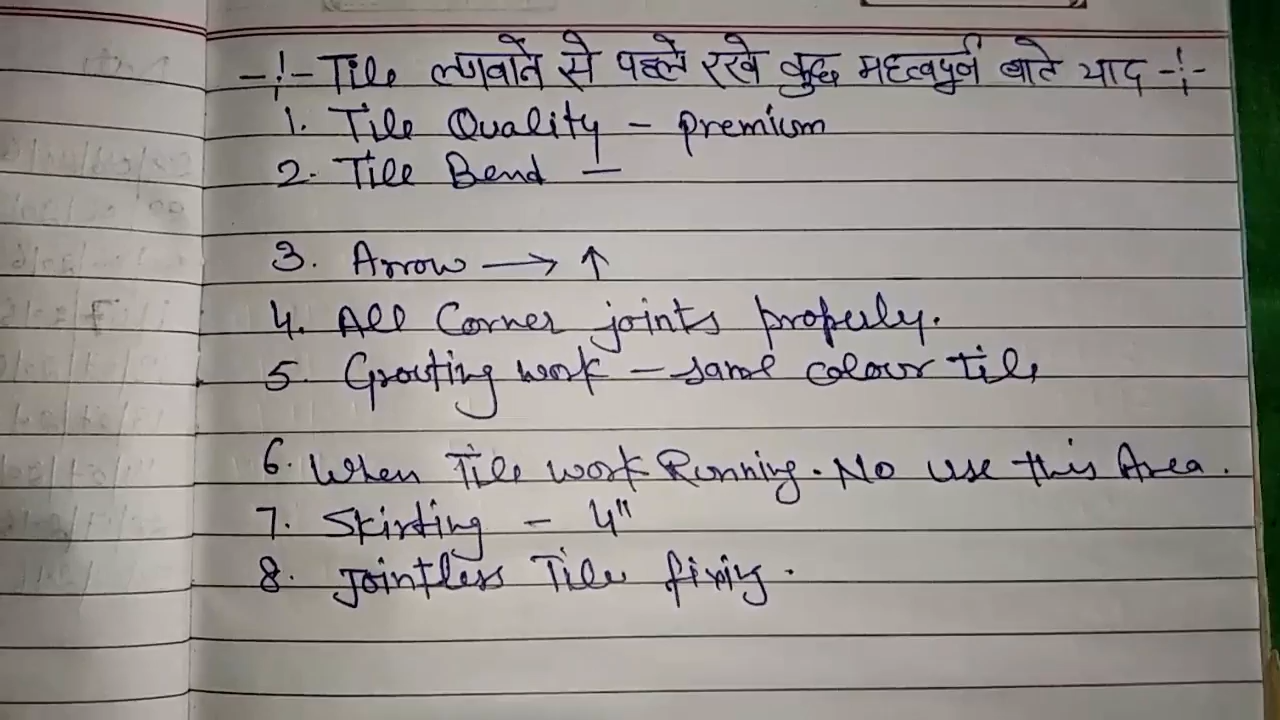 -!- Tile लगवाने से पहले रखे कुछ महत्वपूर्ण बाते याद -!-
1. Tile Quality - premium
2. Tile Bend -
3. Arrow → ↑
4. All Corner joints properly.
5. Grouting work - same colour tile
6. When Tile work Running. No use this Area.
7. Skirting - 4"
8. Jointless Tile fixing.